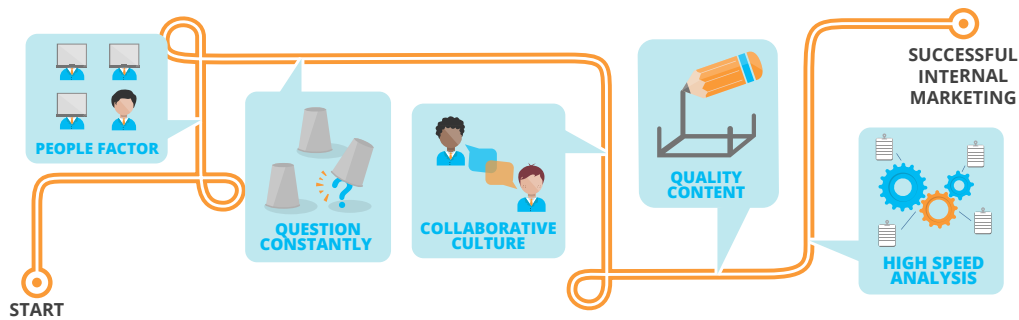 START
PEOPLE FACTOR
QUESTION
CONSTANTLY
COLLABORATIVE
CULTURE
QUALITY
CONTENT
HIGH SPEED
ANALYSIS
SUCCESSFUL
INTERNAL
MARKETING